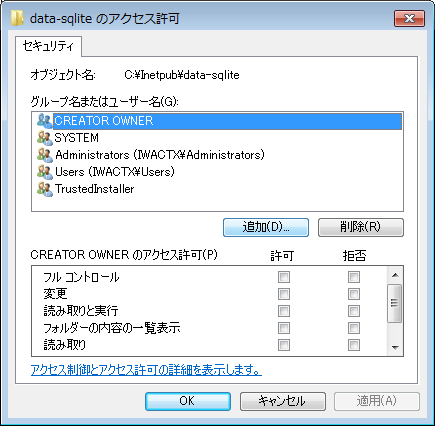 data-sqlite のアクセス許可
セキュリティ
オブジェクト名: C:¥Inetpub¥data-sqlite
グループ名またはユーザー名(G):
CREATOR OWNER
SYSTEM
Administrators (IWACTX¥Administrators)
Users (IWACTX¥Users)
TrustedInstaller
追加(D)... 削除(R)
CREATOR OWNER のアクセス許可(P) 許可 拒否
フル コントロール
変更
読み取りと実行
フォルダーの内容の一覧表示
読み取り
アクセス制御とアクセス許可の詳細を表示します。
OK キャンセル 適用(A)